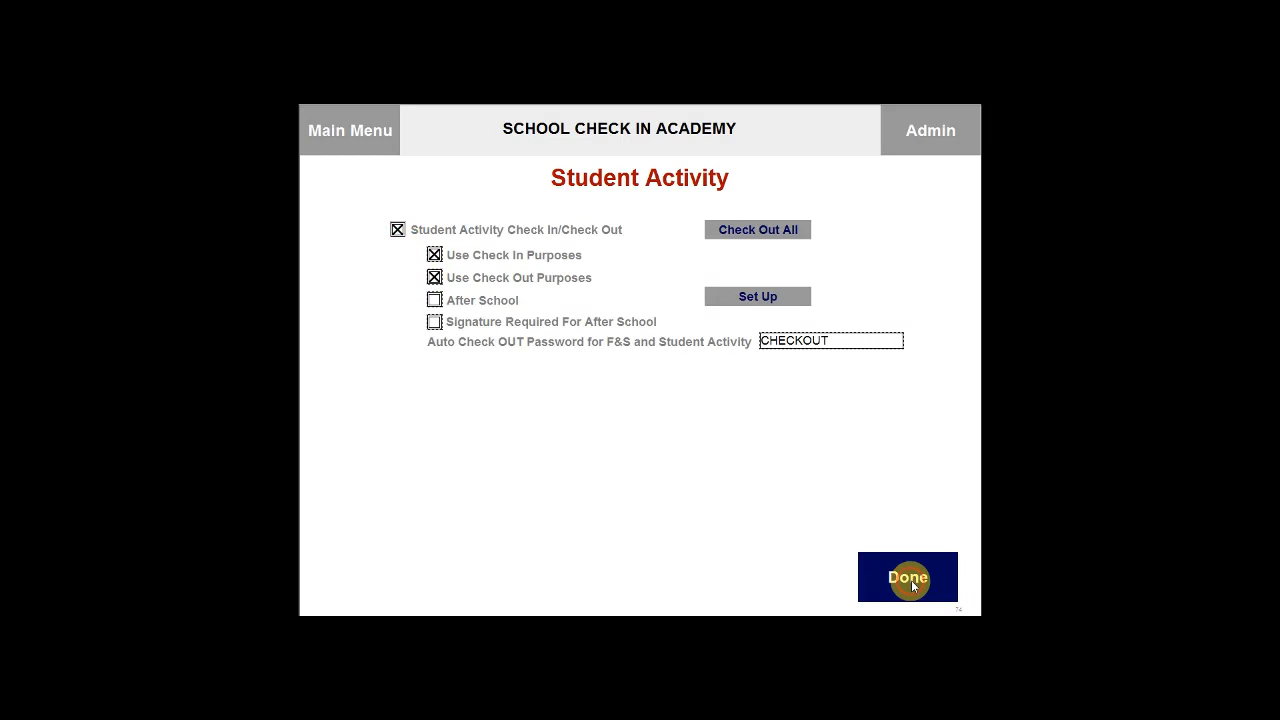 Main Menu
SCHOOL CHECK IN ACADEMY
Admin
Student Activity
Student Activity Check In/Check Out
Check Out All
Use Check In Purposes
Use Check Out Purposes
After School
Set Up
Signature Required For After School
Auto Check OUT Password for F&S and Student Activity
CHECKOUT
Done
74